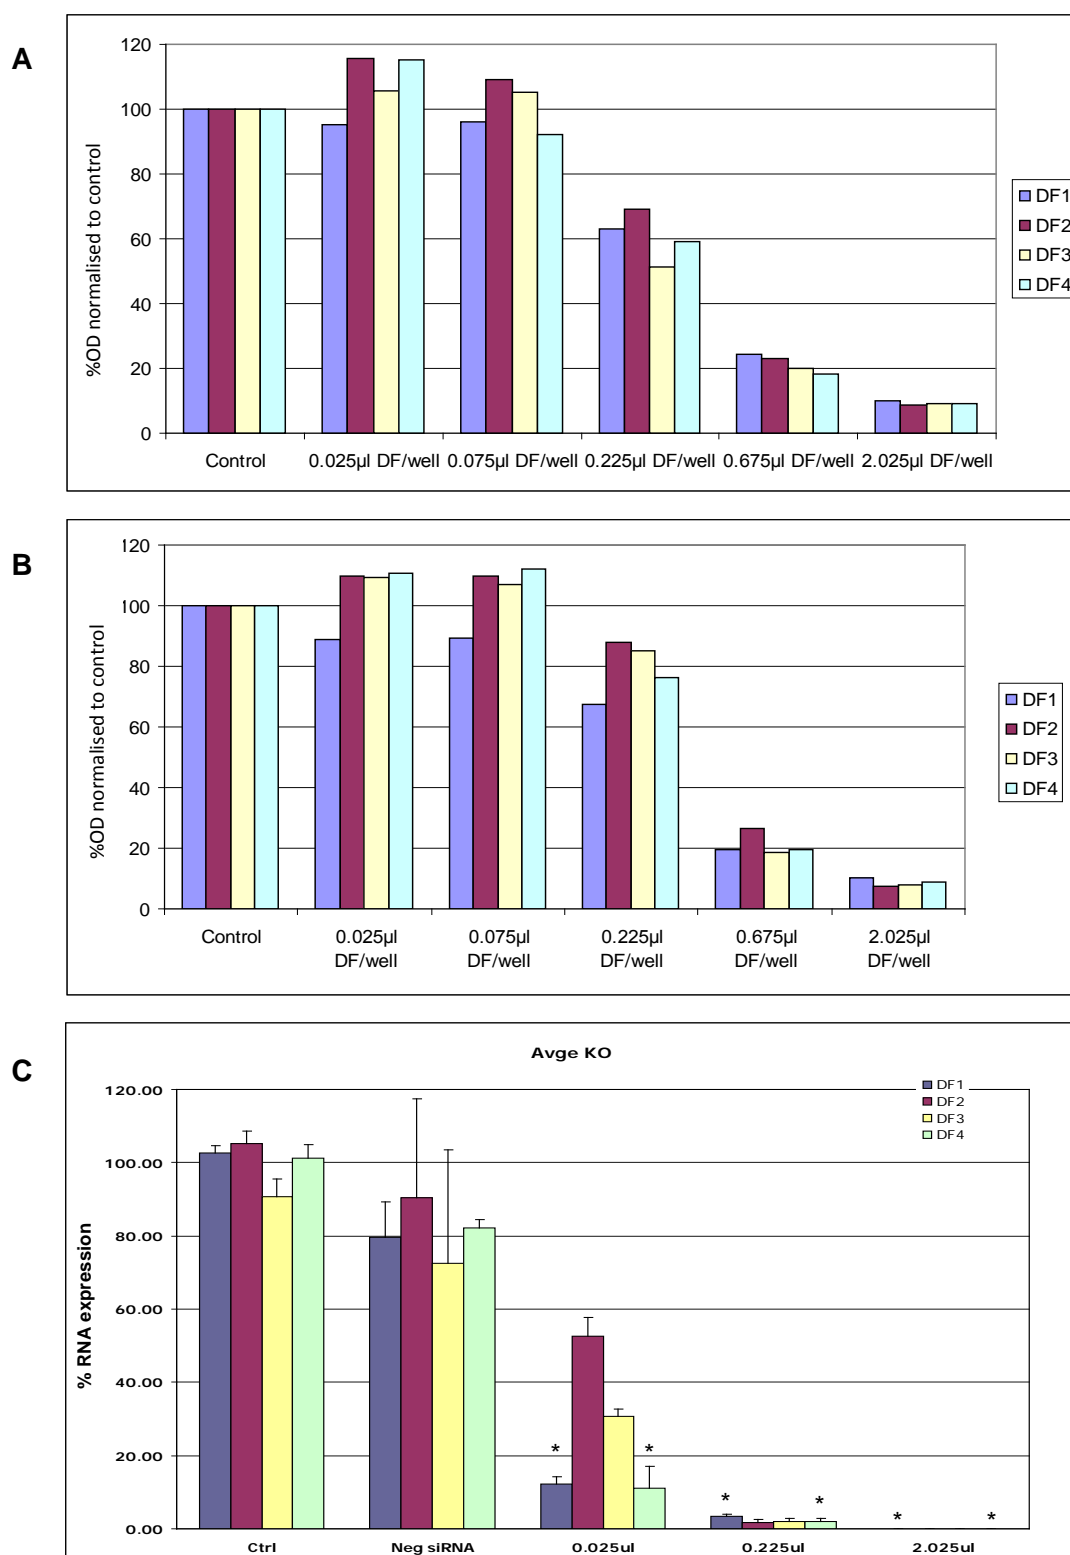 A
120
100
80
60
40
20
0
%OD normalised to control
Control 0.025µl DF/well 0.075µl DF/well 0.225µl DF/well 0.675µl DF/well 2.025µl DF/well
DF1
DF2
DF3
DF4
B
120
100
80
60
40
20
0
%OD normalised to control
Control 0.025µl 0.075µl 0.225µl 0.675µl 2.025µl
DF/well DF/well DF/well DF/well DF/well
DF1
DF2
DF3
DF4
C
Avge KO
120.00
100.00
80.00
60.00
40.00
20.00
0.00
% RNA expression
* * * * * *
Ctrl Neg siRNA 0.025ul 0.225ul 2.025ul
DF1
DF2
DF3
DF4